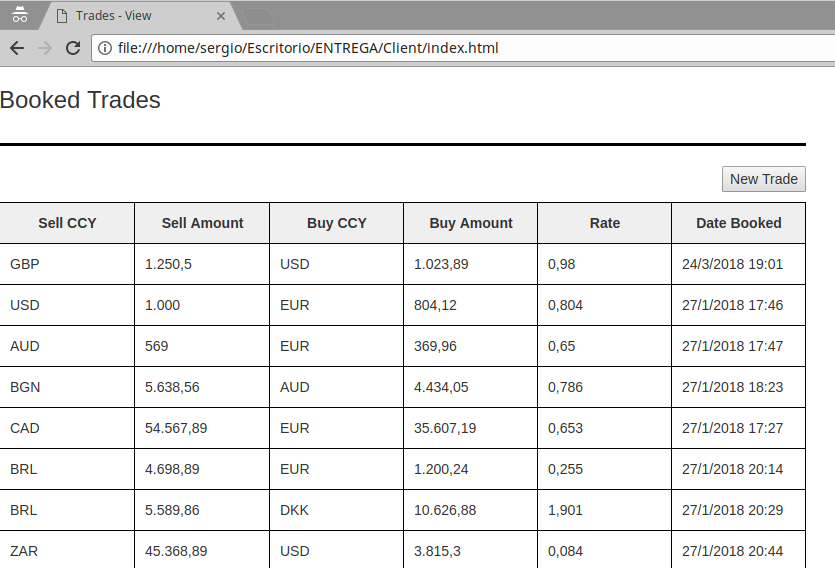 Trades - View
file:///home/sergio/Escritorio/ENTREGA/Client/index.html
Booked Trades
New Trade
Sell CCY Sell Amount Buy CCY Buy Amount Rate Date Booked
GBP 1.250,5 USD 1.023,89 0,98 24/3/2018 19:01
USD 1.000 EUR 804,12 0,804 27/1/2018 17:46
AUD 569 EUR 369,96 0,65 27/1/2018 17:47
BGN 5.638,56 AUD 4.434,05 0,786 27/1/2018 18:23
CAD 54.567,89 EUR 35.607,19 0,653 27/1/2018 17:27
BRL 4.698,89 EUR 1.200,24 0,255 27/1/2018 20:14
BRL 5.589,86 DKK 10.626,88 1,901 27/1/2018 20:29
ZAR 45.368,89 USD 3.815,3 0,084 27/1/2018 20:44